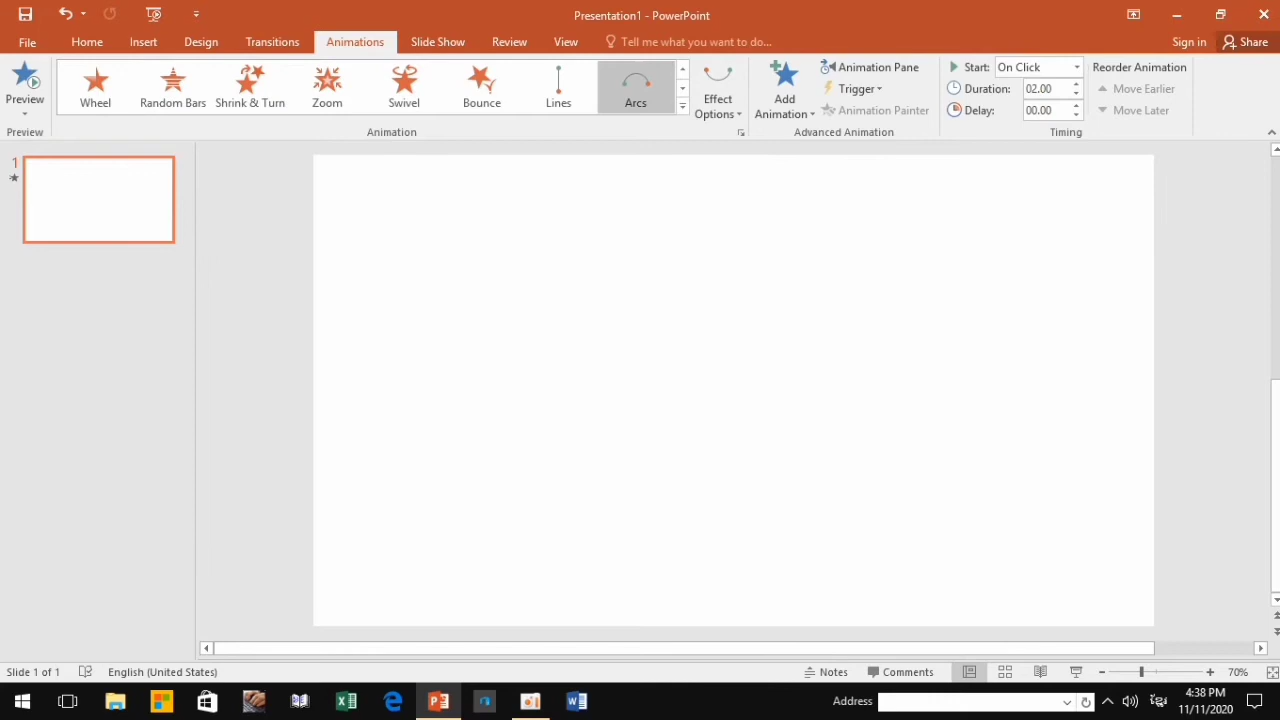 Presentation1 - PowerPoint
File Home Insert Design Transitions Animations Slide Show Review View Tell me what you want to do... Sign in Share
Preview Wheel Random Bars Shrink & Turn Zoom Swivel Bounce Lines Arcs Effect Options Add Animation
Animation Pane
Trigger
Animation Painter
Start: On Click
Duration: 02.00
Delay: 00.00
Reorder Animation
Move Earlier
Move Later
Preview Animation Advanced Animation Timing
1
Slide 1 of 1 English (United States) Notes Comments 70%
Address
4:38 PM
11/11/2020